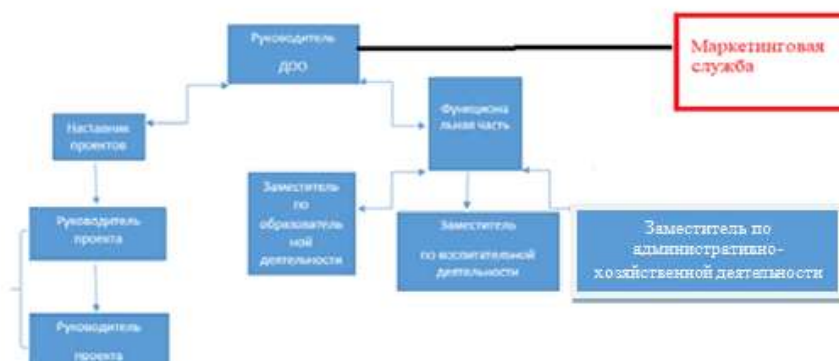 Руководитель
ДОО
Маркетинговая
служба
Функциона
льная часть
Наставник
проектов
Заместитель
по
образователь
ной
деятельности
Руководитель
проекта
Заместитель
по воспитательной
деятельности
Заместитель по
административно-
хозяйственной деятельности
Руководитель
проекта